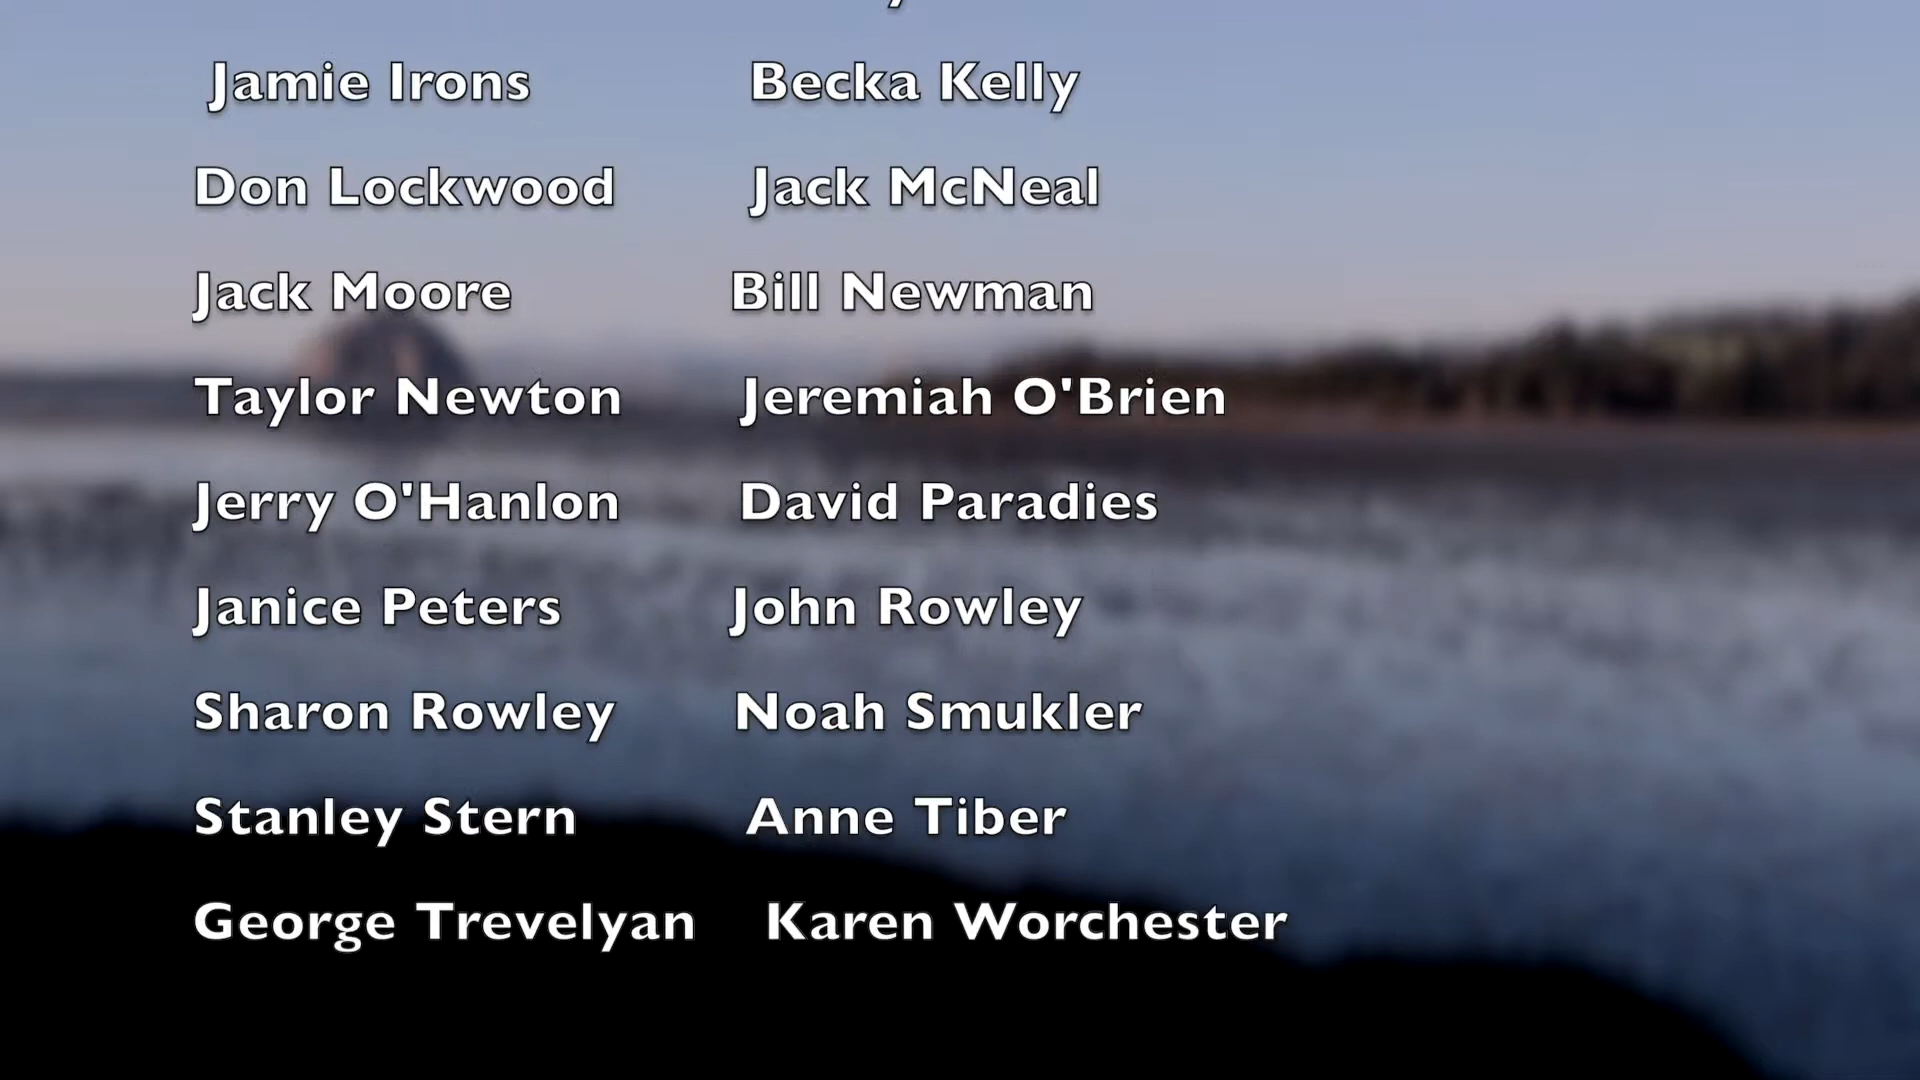 Jamie Irons Becka Kelly
Don Lockwood Jack McNeal
Jack Moore Bill Newman
Taylor Newton Jeremiah O'Brien
Jerry O'Hanlon David Paradies
Janice Peters John Rowley
Sharon Rowley Noah Smukler
Stanley Stern Anne Tiber
George Trevelyan Karen Worchester